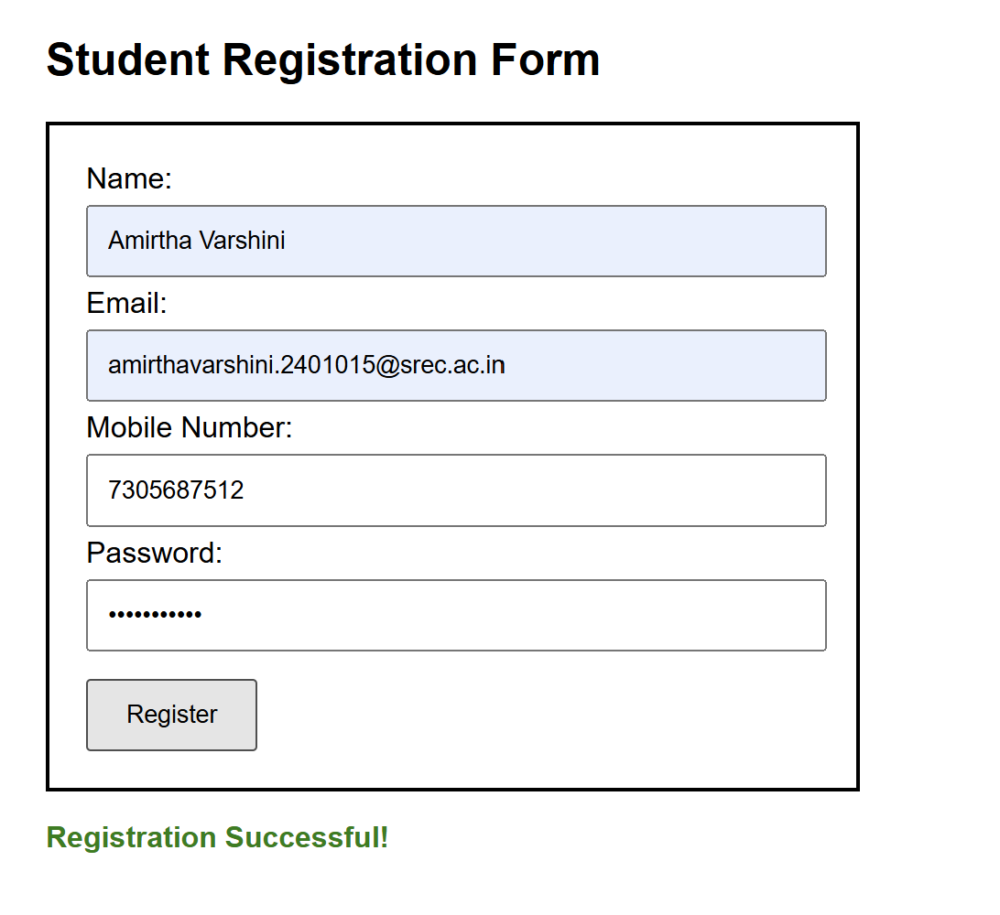 Student Registration Form
Name:
Amirtha Varshini
Email:
amirthavarshini.2401015@srec.ac.in
Mobile Number:
7305687512
Password:
•••••••••••
Register
Registration Successful!